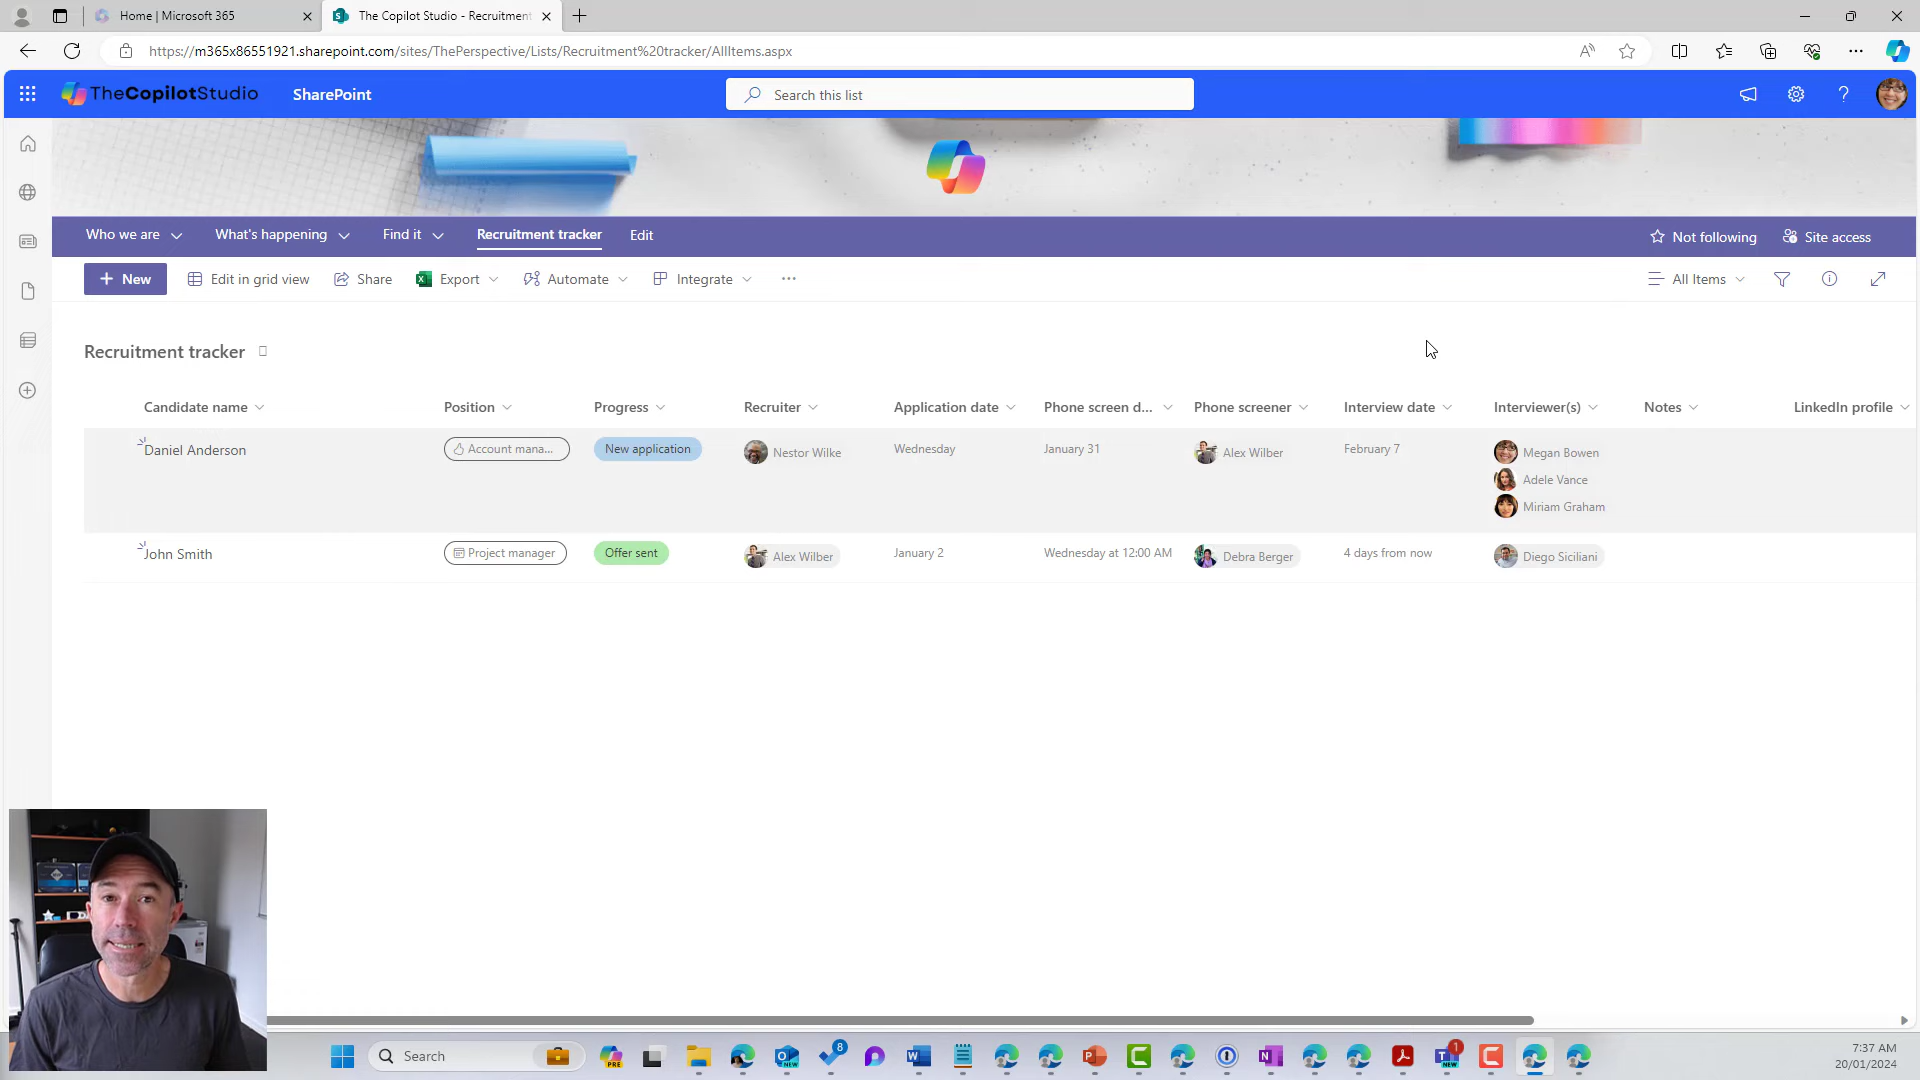 Home | Microsoft 365
The Copilot Studio - Recruitment
https://m365x86551921.sharepoint.com/sites/ThePerspective/Lists/Recruitment%20tracker/AllItems.aspx
TheCopilotStudio
SharePoint
Search this list
Who we are
What's happening
Find it
Recruitment tracker
Edit
Not following
Site access
New
Edit in grid view
Share
Export
Automate
Integrate
All Items
Recruitment tracker
Candidate name
Position
Progress
Recruiter
Application date
Phone screen d...
Phone screener
Interview date
Interviewer(s)
Notes
LinkedIn profile
Daniel Anderson
Account mana...
New application
Nestor Wilke
Wednesday
January 31
Alex Wilber
February 7
Megan Bowen
Adele Vance
Miriam Graham
John Smith
Project manager
Offer sent
Alex Wilber
January 2
Wednesday at 12:00 AM
Debra Berger
4 days from now
Diego Siciliani
Search
PRE
NEW
8
1
NEW
7:37 AM
20/01/2024